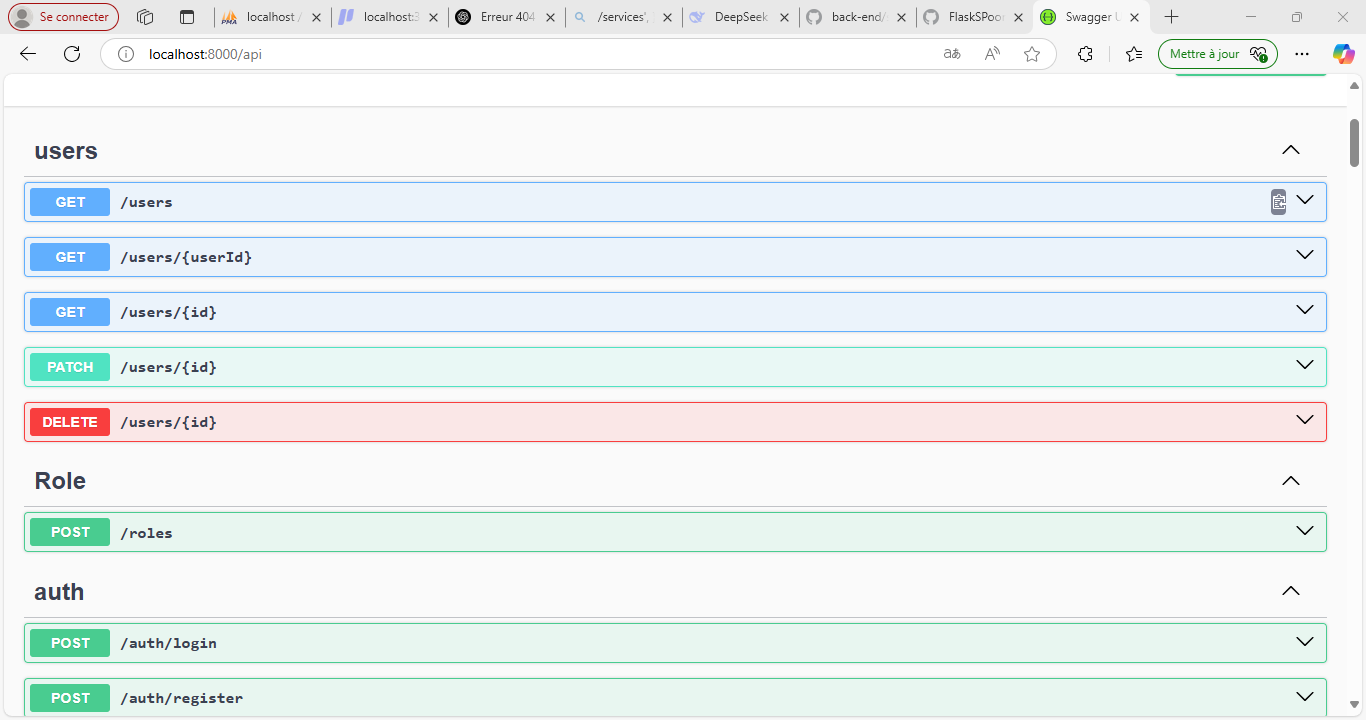 Se connecter
localhost /
localhost:3
Erreur 404
/services',
DeepSeek
back-end/
FlaskSPoor
Swagger U
localhost:8000/api
Mettre à jour
users
GET /users
GET /users/{userId}
GET /users/{id}
PATCH /users/{id}
DELETE /users/{id}
Role
POST /roles
auth
POST /auth/login
POST /auth/register